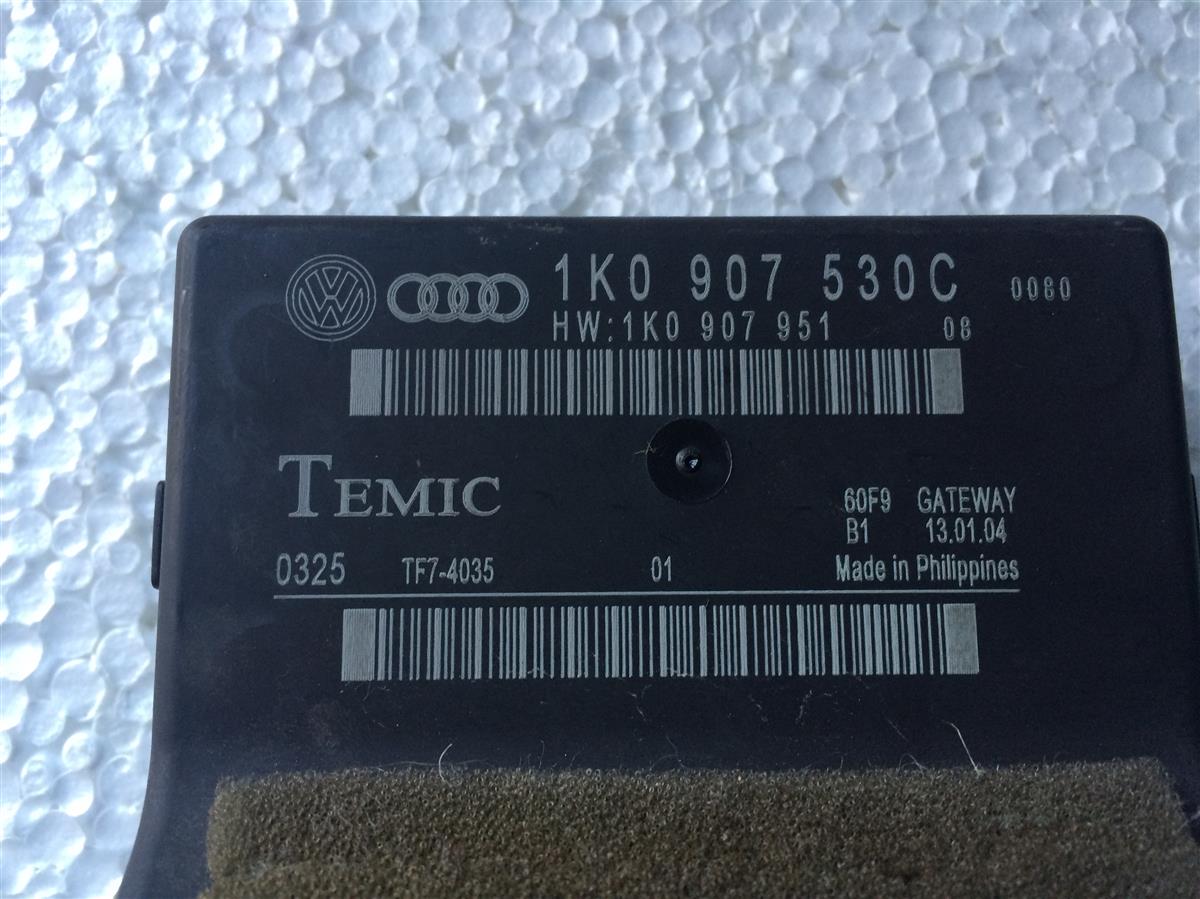 1K0 907 530C 0080
HW:1K0 907 951 08
TEMIC
60F9 GATEWAY
B1 13.01.04
0325 TF7-4035 01 Made in Philippines